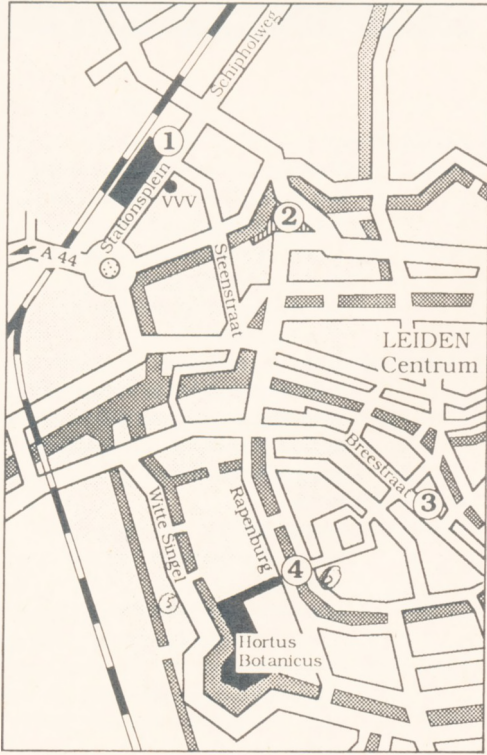 Schipholweg
1
Stationsplein
VVV
2
A 44
Steenstraat
LEIDEN
Centrum
Breestraat
3
Witte Singel
Rapenburg
4
6
5
Hortus
Botanicus